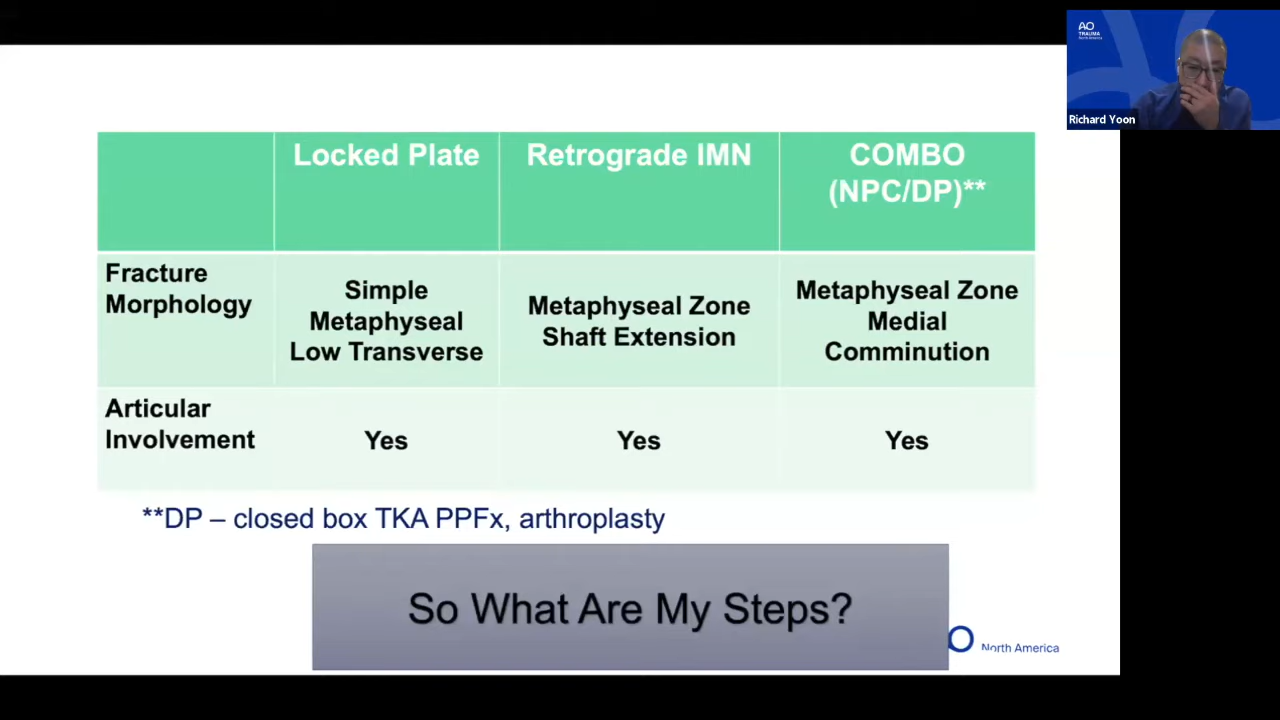 AO
TRAUMA
North America
Richard Yoon
Locked Plate
Retrograde IMN
COMBO
(NPC/DP)**
Fracture
Morphology
Simple
Metaphyseal
Low Transverse
Metaphyseal Zone
Shaft Extension
Metaphyseal Zone
Medial
Comminution
Articular
Involvement
Yes
Yes
Yes
**DP – closed box TKA PPFx, arthroplasty
So What Are My Steps?
North America